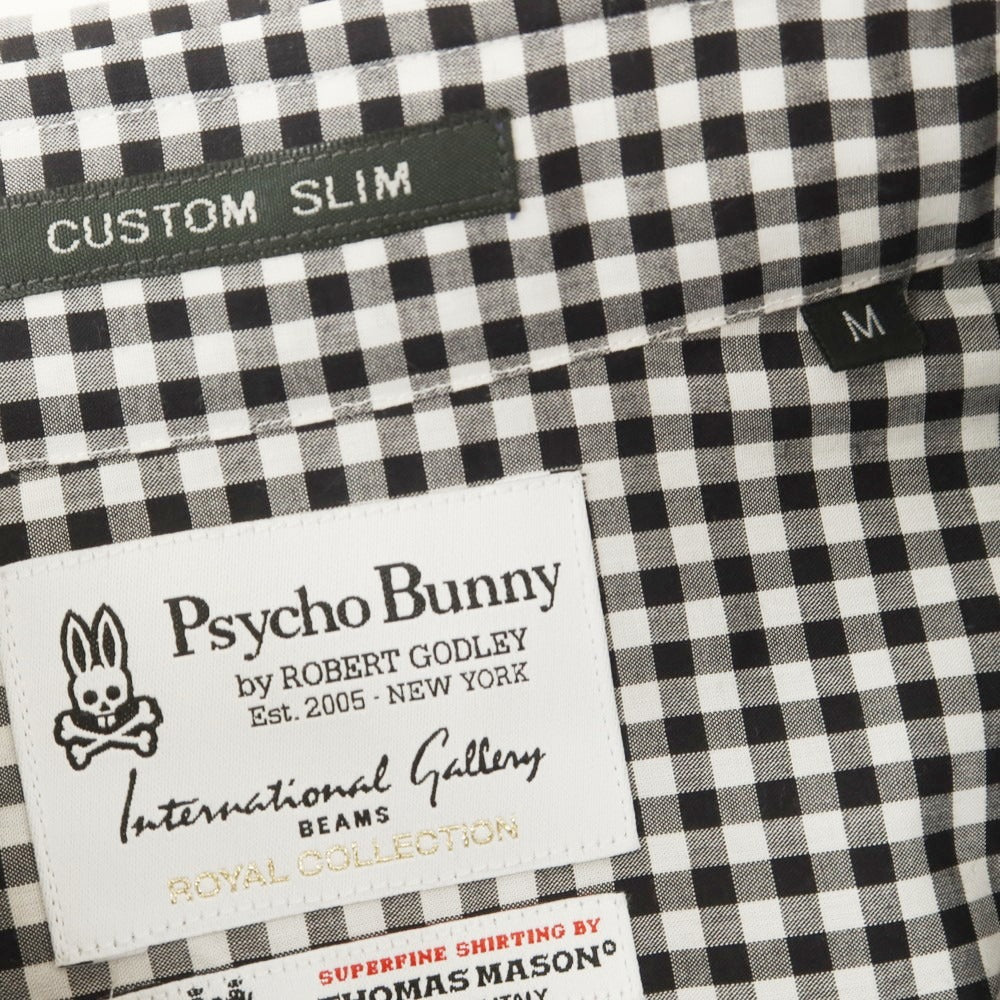 CUSTOM SLIM
M
Psycho Bunny
by ROBERT GODLEY
Est. 2005 - NEW YORK
International Gallery
BEAMS
ROYAL COLLECTION
SUPERFINE SHIRTING BY
THOMAS MASON
ITALY